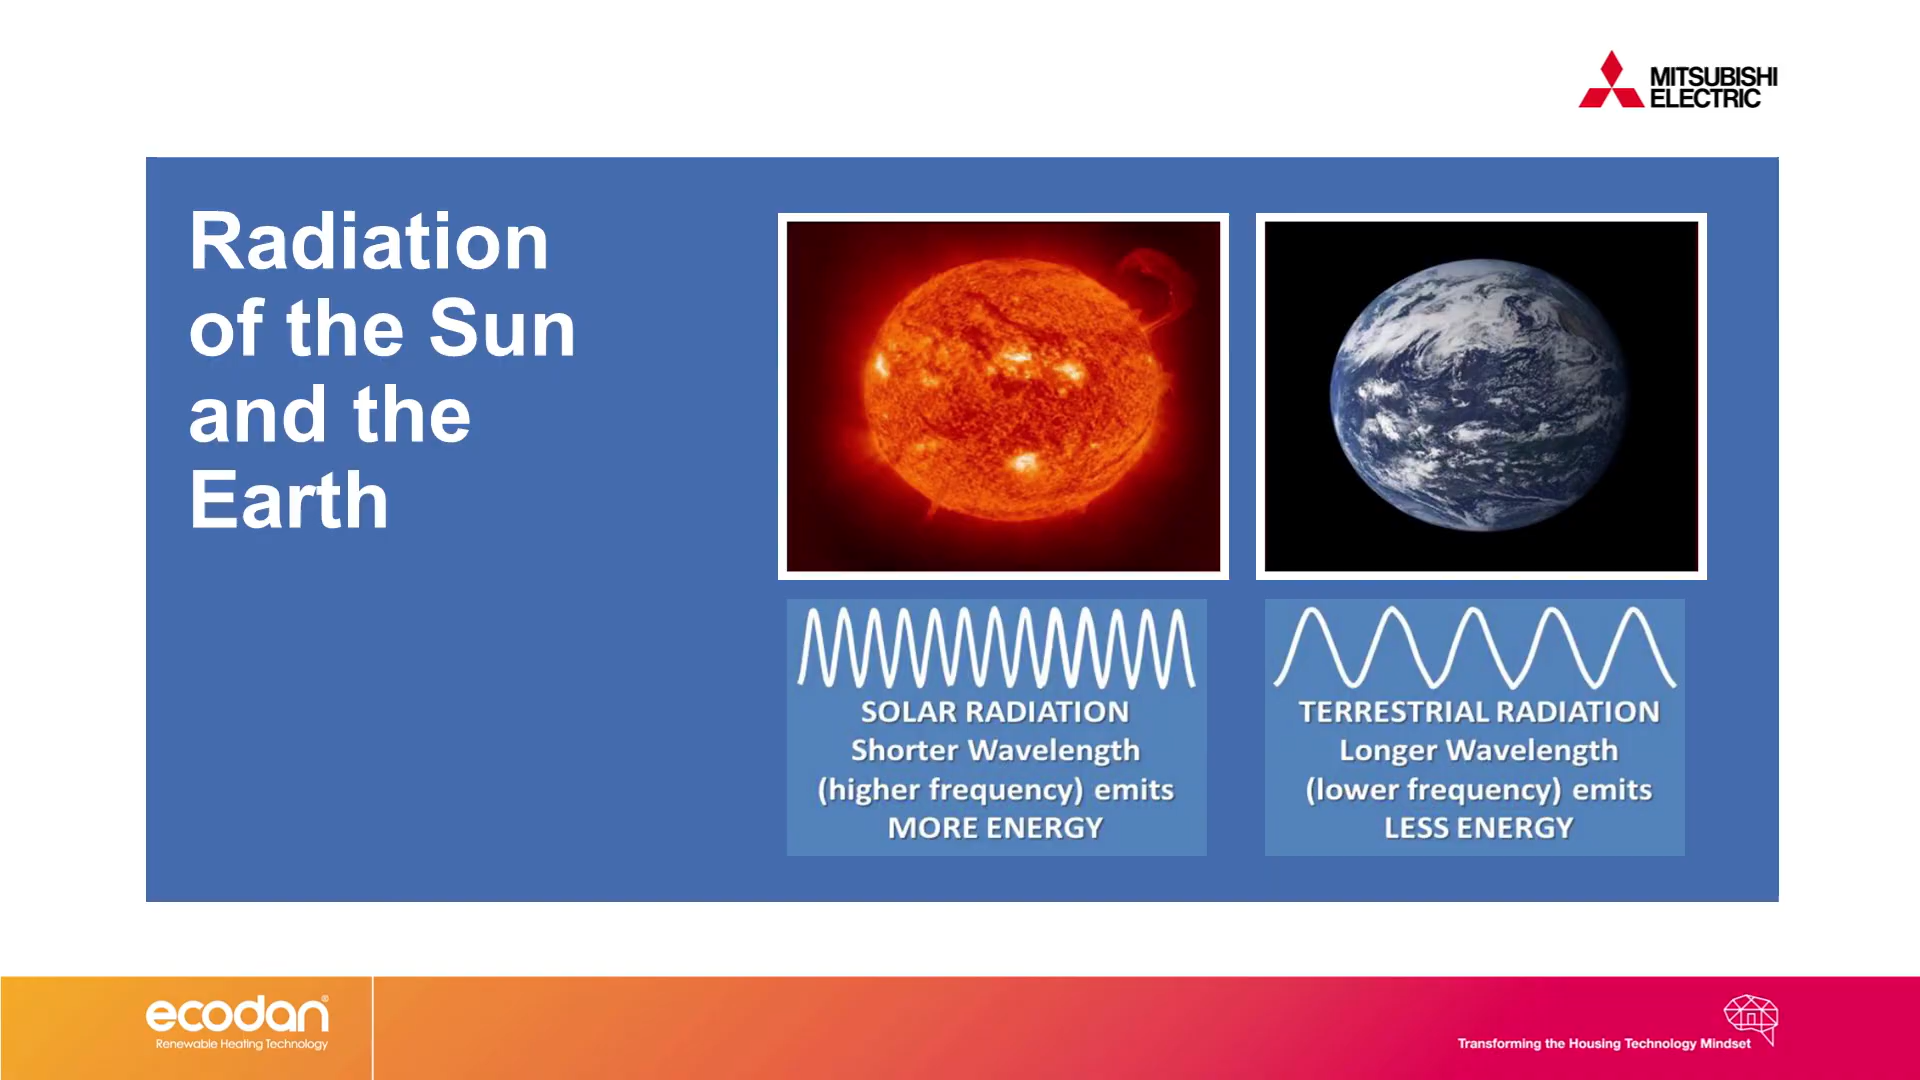 MITSUBISHI
ELECTRIC
Radiation
of the Sun
and the
Earth
SOLAR RADIATION
Shorter Wavelength
(higher frequency) emits
MORE ENERGY
TERRESTRIAL RADIATION
Longer Wavelength
(lower frequency) emits
LESS ENERGY
ecodan®
Renewable Heating Technology
Transforming the Housing Technology Mindset